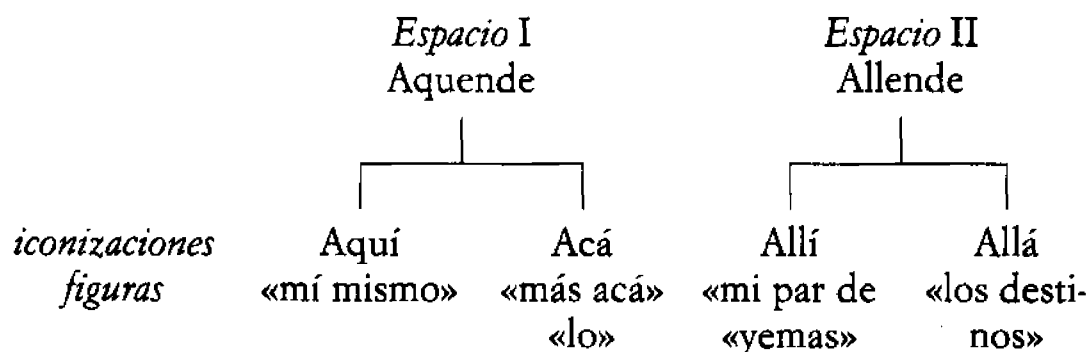 Espacio I Espacio II
Aquende Allende
iconizaciones Aquí Acá Allí Allá
figuras «mí mismo» «más acá» «mi par de «los desti-
«lo» «yemas» nos»